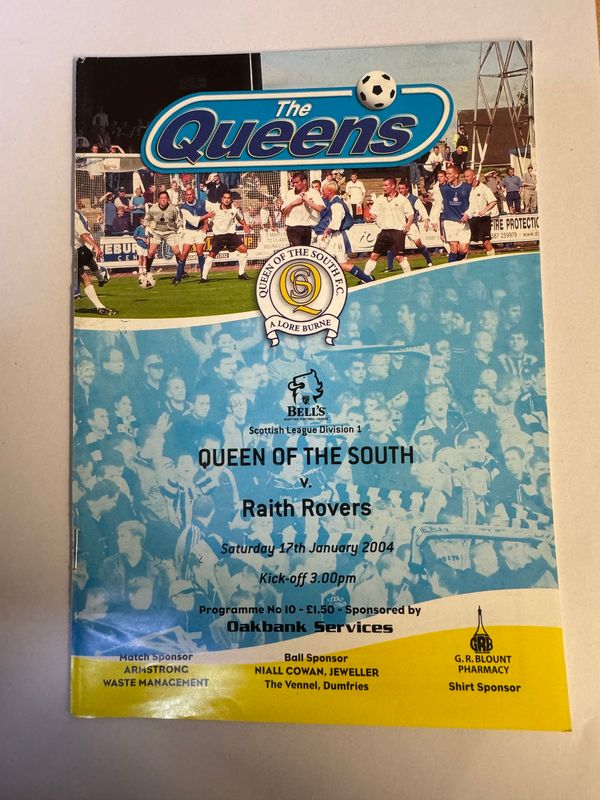 The
Queens
FIRE PROTECTION
QUEEN OF THE SOUTH F.C.
QS
A LORE BURNE
BELL'S
Scottish League Division 1
QUEEN OF THE SOUTH
v.
Raith Rovers
Saturday 17th January 2004
Kick-off 3.00pm
Programme No 10 - £1.50 - Sponsored by
Oakbank Services
Match Sponsor
ARMSTRONG
WASTE MANAGEMENT
Ball Sponsor
NIALL COWAN, JEWELLER
The Vennel, Dumfries
GRB
G.R. BLOUNT
PHARMACY
Shirt Sponsor